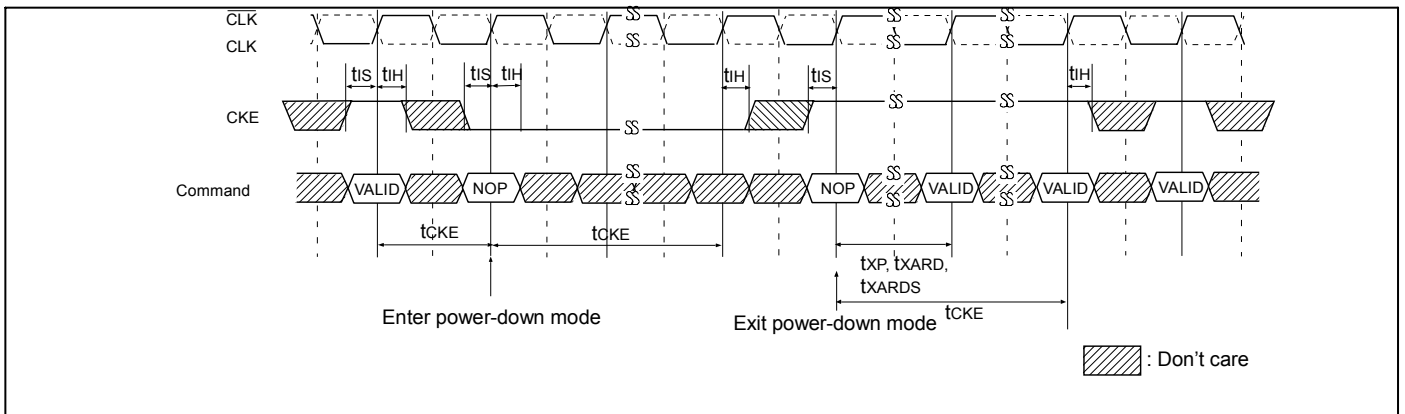 CLK
CLK
tIS tIH tIS tIH tIH tIS tIH
CKE
Command VALID NOP NOP VALID VALID VALID
tCKE tCKE
tXP, tXARD,
tXARDS
tCKE
Enter power-down mode Exit power-down mode
: Don't care